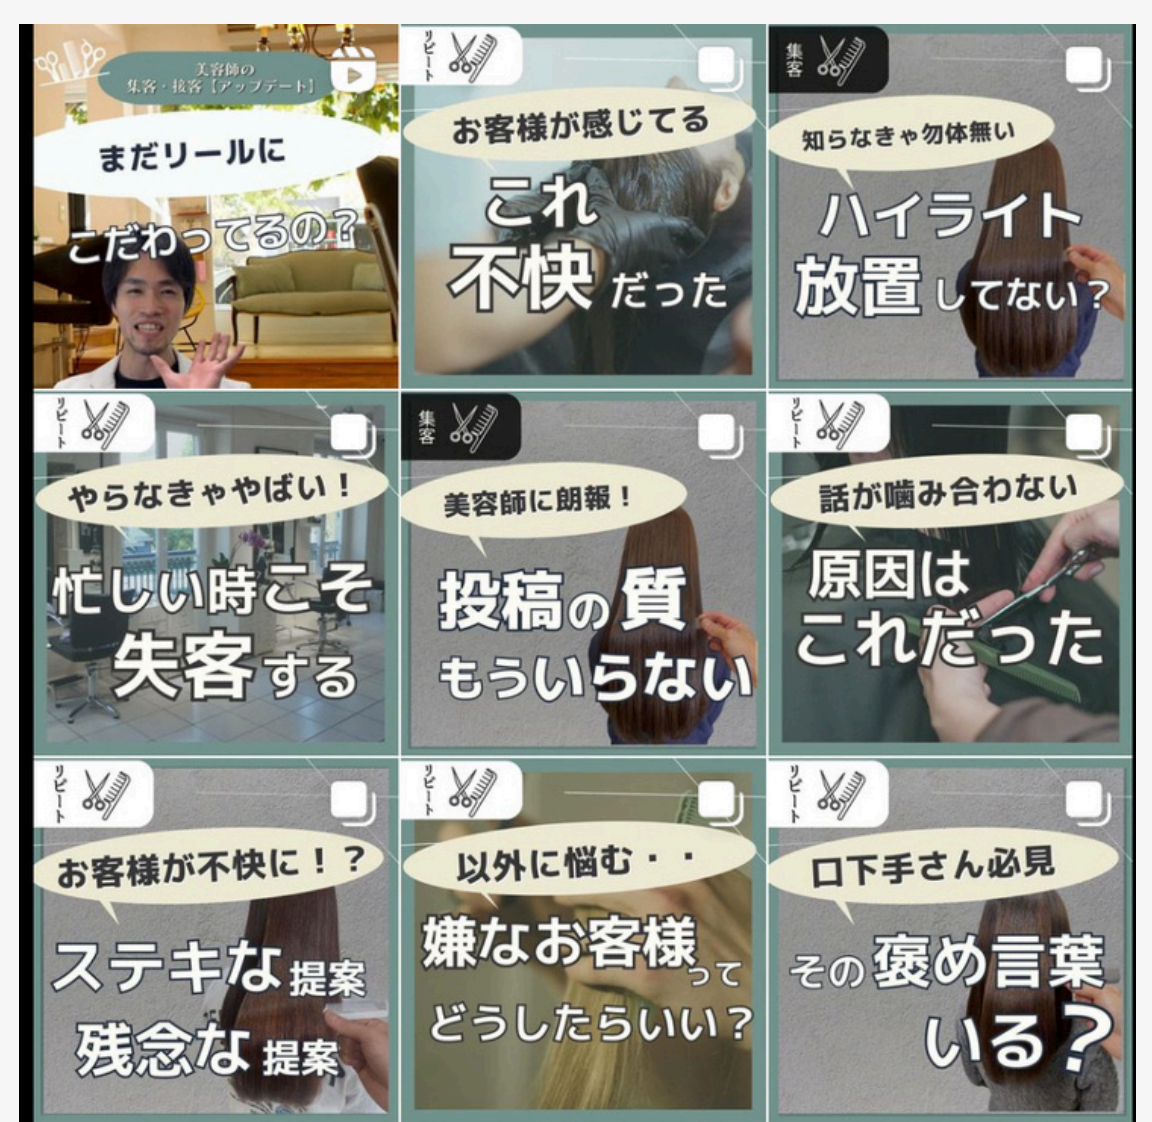 美容師の
集客・接客【アップデート】
まだリールに
こだわってるの？
リピート
お客様が感じてる
これ
不快だった
集客
知らなきゃ勿体無い
ハイライト
放置してない？
リピート
やらなきゃやばい！
忙しい時こそ
失客する
集客
美容師に朗報！
投稿の質
もういらない
リピート
話が噛み合わない
原因は
これだった
リピート
お客様が不快に！？
ステキな提案
残念な提案
リピート
以外に悩む・・
嫌なお客様って
どうしたらいい？
リピート
口下手さん必見
その褒め言葉
いる？